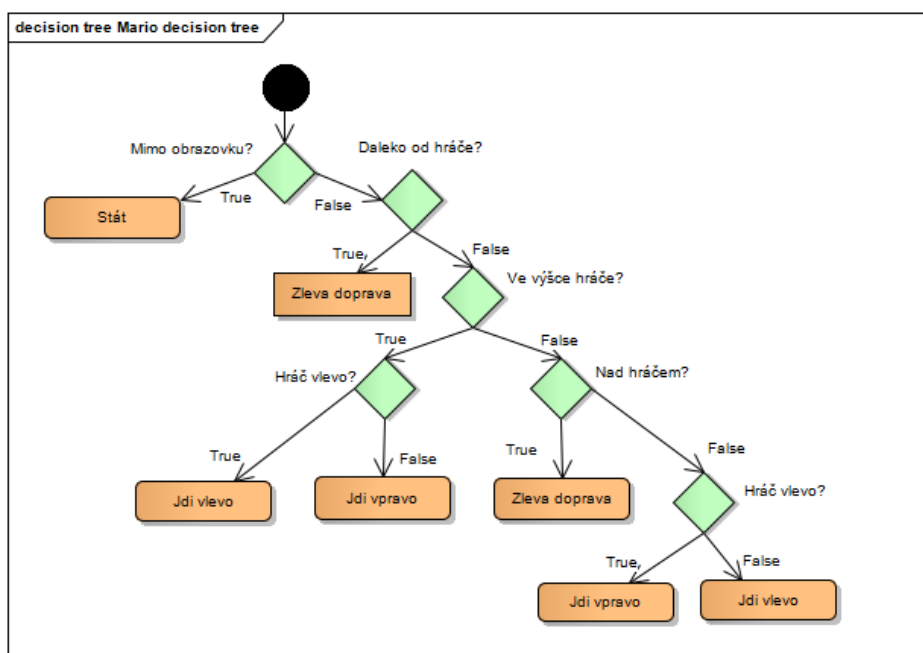 decision tree Mario decision tree
Mimo obrazovku?
Daleko od hráče?
True
False
Stát
True,
False
Zleva doprava
Ve výšce hráče?
True
False
Hráč vlevo?
Nad hráčem?
True
False
True
False
Jdi vlevo
Jdi vpravo
Zleva doprava
Hráč vlevo?
True,
False
Jdi vpravo
Jdi vlevo